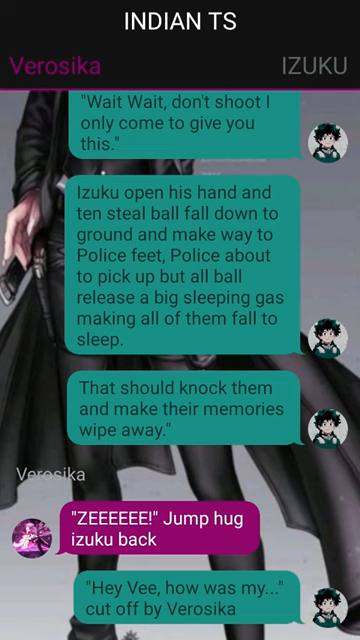 INDIAN TS
Verosika IZUKU
"Wait Wait, don't shoot I
only come to give you
this."
Izuku open his hand and
ten steal ball fall down to
ground and make way to
Police feet, Police about
to pick up but all ball
release a big sleeping gas
making all of them fall to
sleep.
That should knock them
and make their memories
wipe away."
Verosika
"ZEEEEEE!" Jump hug
izuku back
"Hey Vee, how was my..."
cut off by Verosika